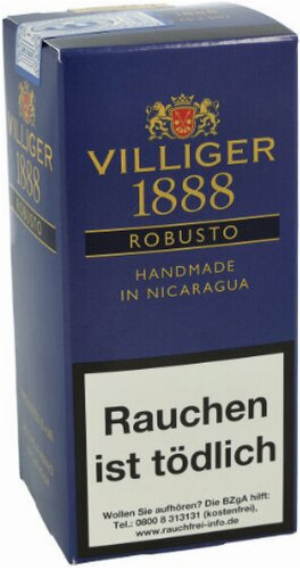 VILLIGER
1888
ROBUSTO
HANDMADE
IN NICARAGUA
Rauchen
ist tödlich
Wollen Sie aufhören? Die BZgA hilft:
Tel.: 0800 8 313131 (kostenfrei),
www.rauchfrei-info.de